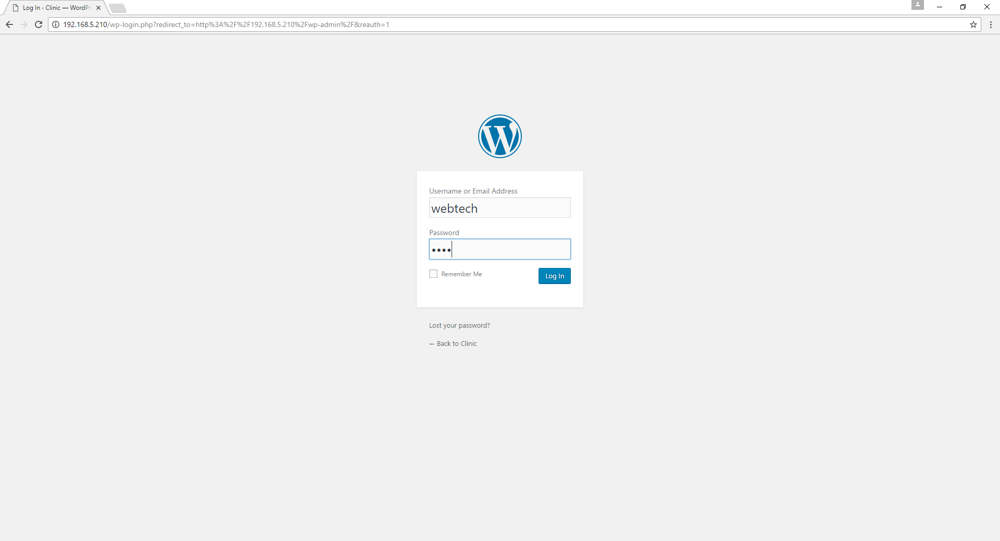 Log In ‹ Clinic — WordPr
192.168.5.210/wp-login.php?redirect_to=http%3A%2F%2F192.168.5.210%2Fwp-admin%2F&reauth=1
W
Username or Email Address
webtech
Password
••••
Remember Me
Log In
Lost your password?
← Back to Clinic